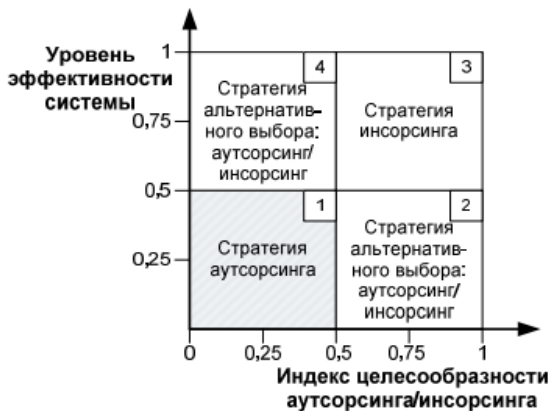 Уровень
эффективности
системы
1
0,75
0,5
0,25
4
Стратегия
альтернатив-
ного выбора:
аутсорсинг/
инсорсинг
3
Стратегия
инсорсинга
1
Стратегия
аутсорсинга
2
Стратегия
альтернатив-
ного выбора:
аутсорсинг/
инсорсинг
0
0,25
0,5
0,75
1
Индекс целесообразности
аутсорсинга/инсорсинга